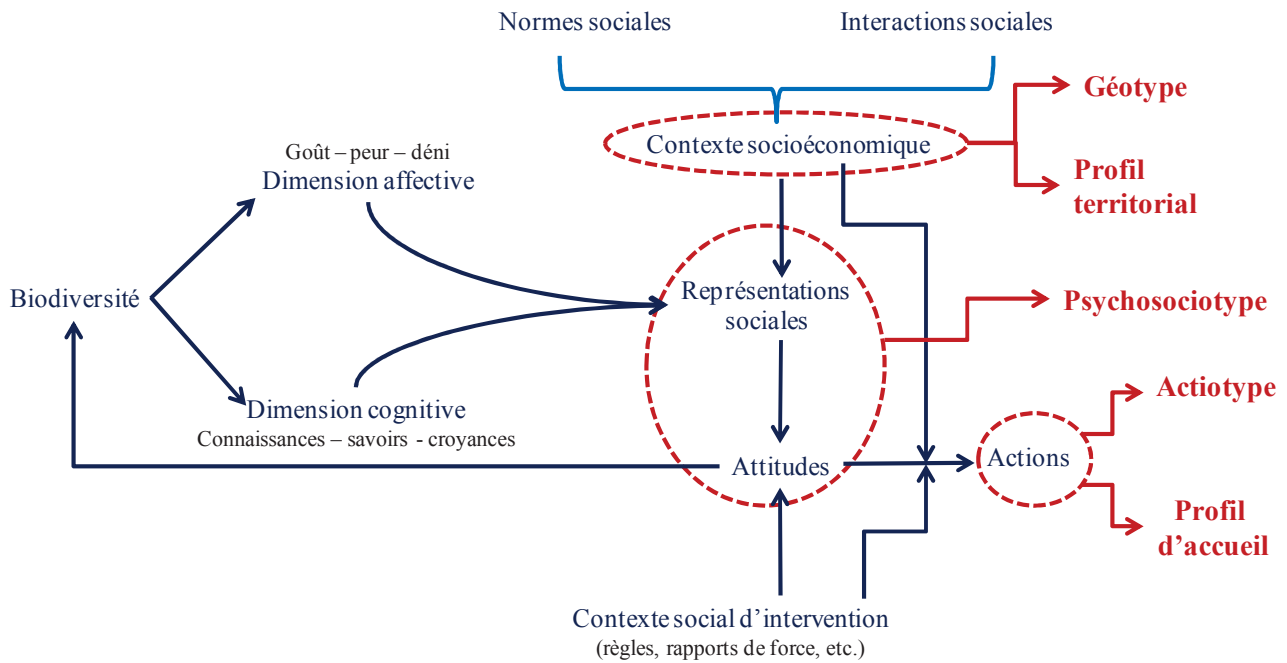 Normes sociales
Interactions sociales
Géotype
Contexte socioéconomique
Goût – peur – déni
Dimension affective
Profil
territorial
Biodiversité
Représentations
sociales
Psychosociotype
Actiotype
Dimension cognitive
Connaissances – savoirs - croyances
Attitudes
Actions
Profil
d’accueil
Contexte social d’intervention
(règles, rapports de force, etc.)